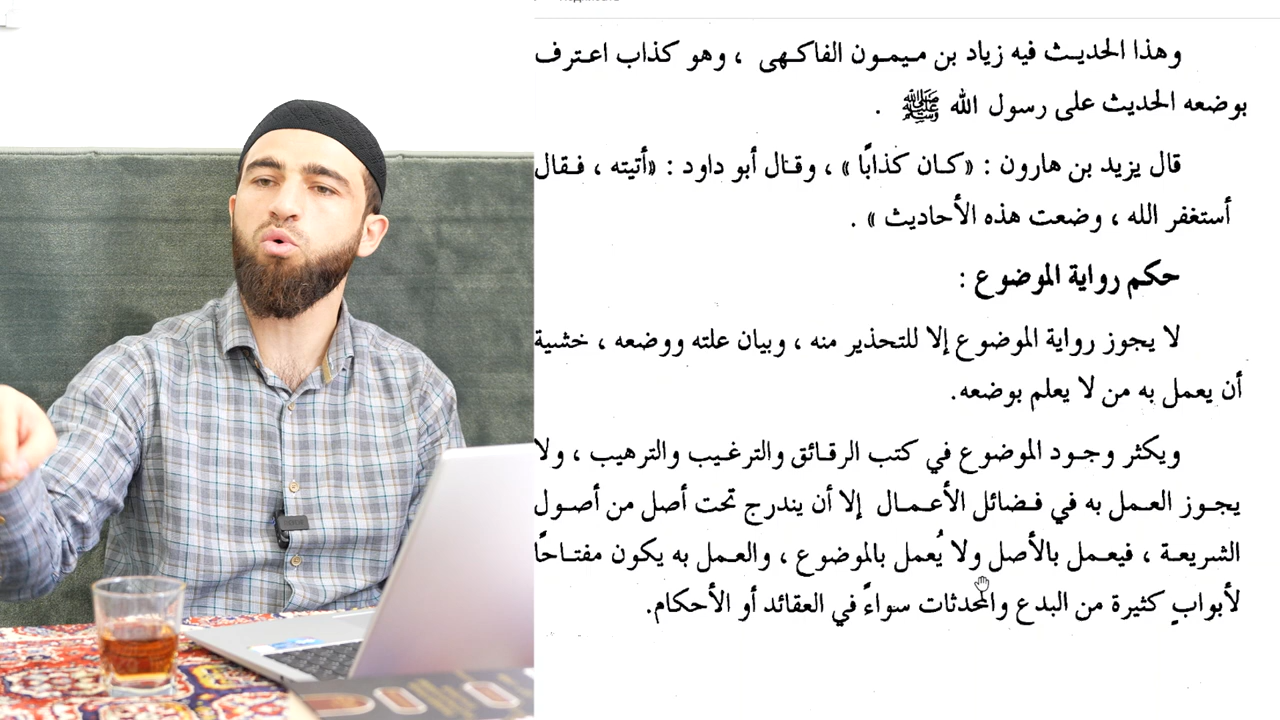 وهذا الحديث فيه زياد بن ميمون الفاكهى ، وهو كذاب اعترف
بوضعه الحديث على رسول الله ﷺ .
قال يزيد بن هارون : «كان كذابًا » ، وقال أبو داود : «أتيته ، فقال
أستغفر الله ، وضعت هذه الأحاديث » .
حكم رواية الموضوع :
لا يجوز رواية الموضوع إلا للتحذير منه ، وبيان علته ووضعه ، خشية
أن يعمل به من لا يعلم بوضعه.
ويكثر وجود الموضوع في كتب الرقائق والترغيب والترهيب ، ولا
يجوز العمل به في فضائل الأعمال إلا أن يندرج تحت أصل من أصول
الشريعة ، فيعمل بالأصل ولا يُعمل بالموضوع ، والعمل به يكون مفتاحًا
لأبوابٍ كثيرة من البدع والمحدثات سواءً في العقائد أو الأحكام.